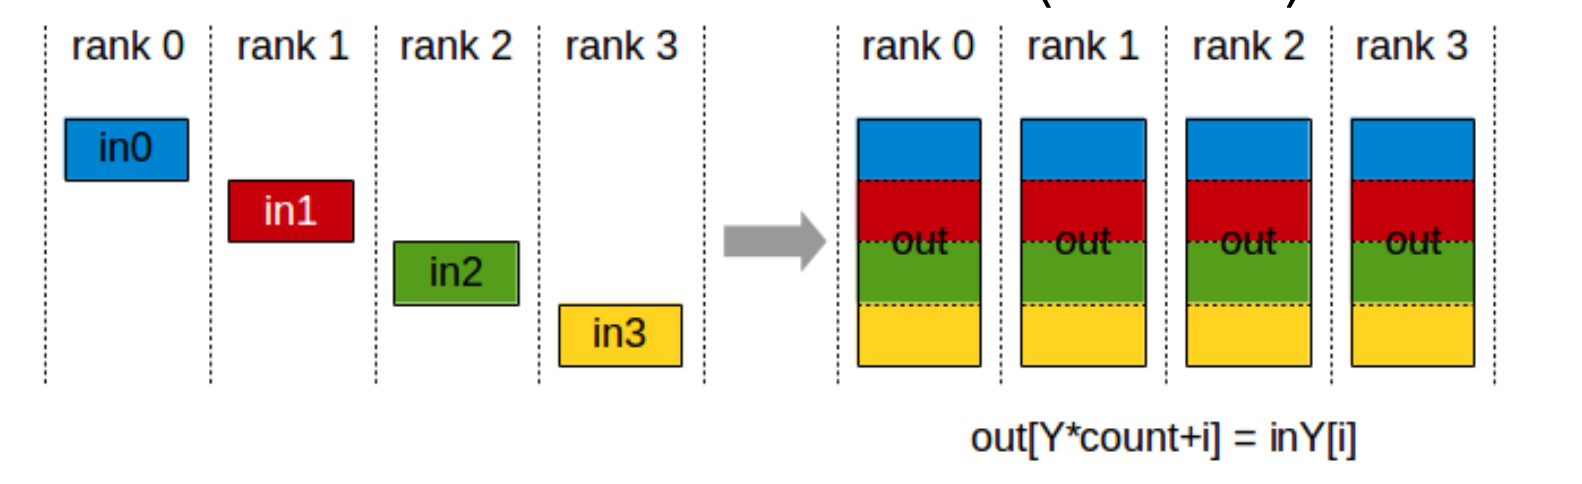 rank 0 rank 1 rank 2 rank 3 rank 0 rank 1 rank 2 rank 3
in0
in1
out out out out
in2
in3
out[Y*count+i] = inY[i]